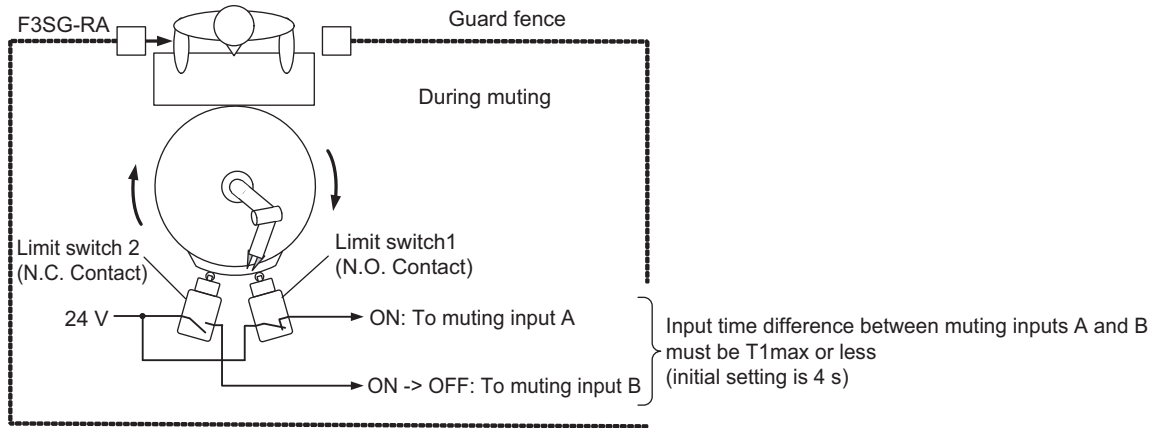 F3SG-RA
Guard fence
During muting
Limit switch 2
(N.C. Contact)
Limit switch1
(N.O. Contact)
24 V
ON: To muting input A
ON -> OFF: To muting input B
Input time difference between muting inputs A and B
must be T1max or less
(initial setting is 4 s)